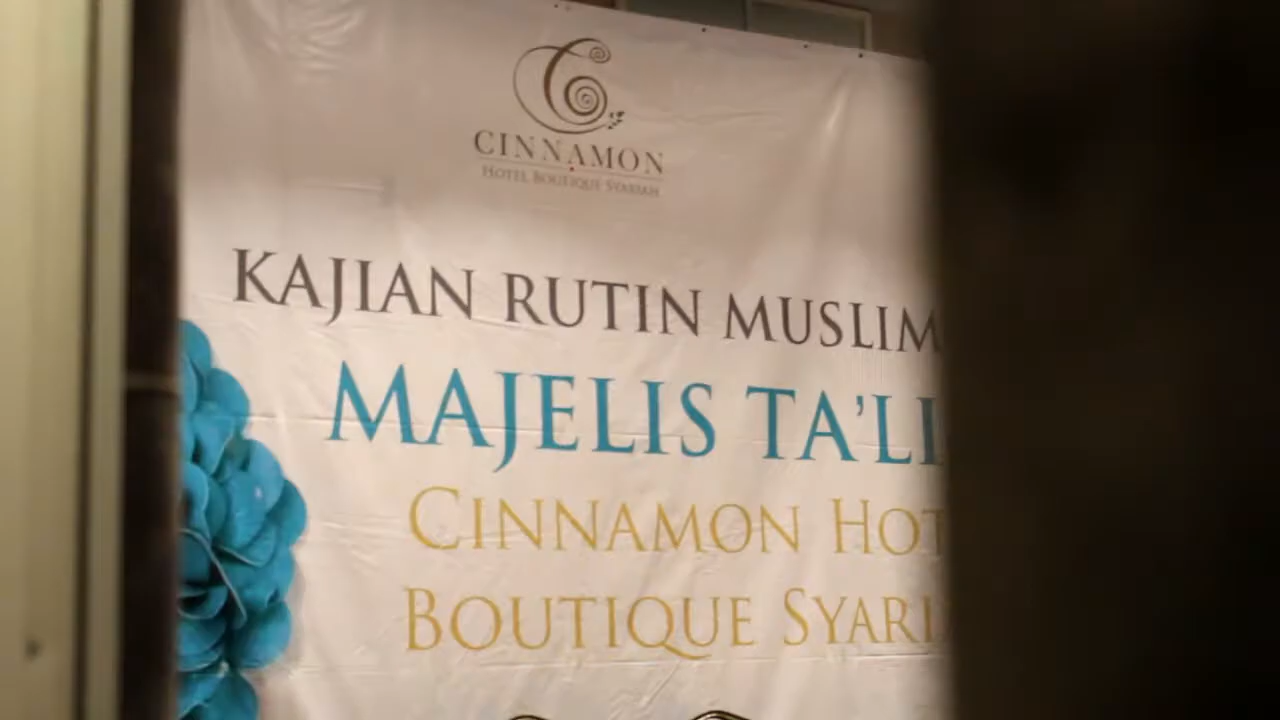 CINNAMON
HOTEL BOUTIQUE SYARIAH
KAJIAN RUTIN MUSLIM
MAJELIS TA'LI
CINNAMON HOT
BOUTIQUE SYARI